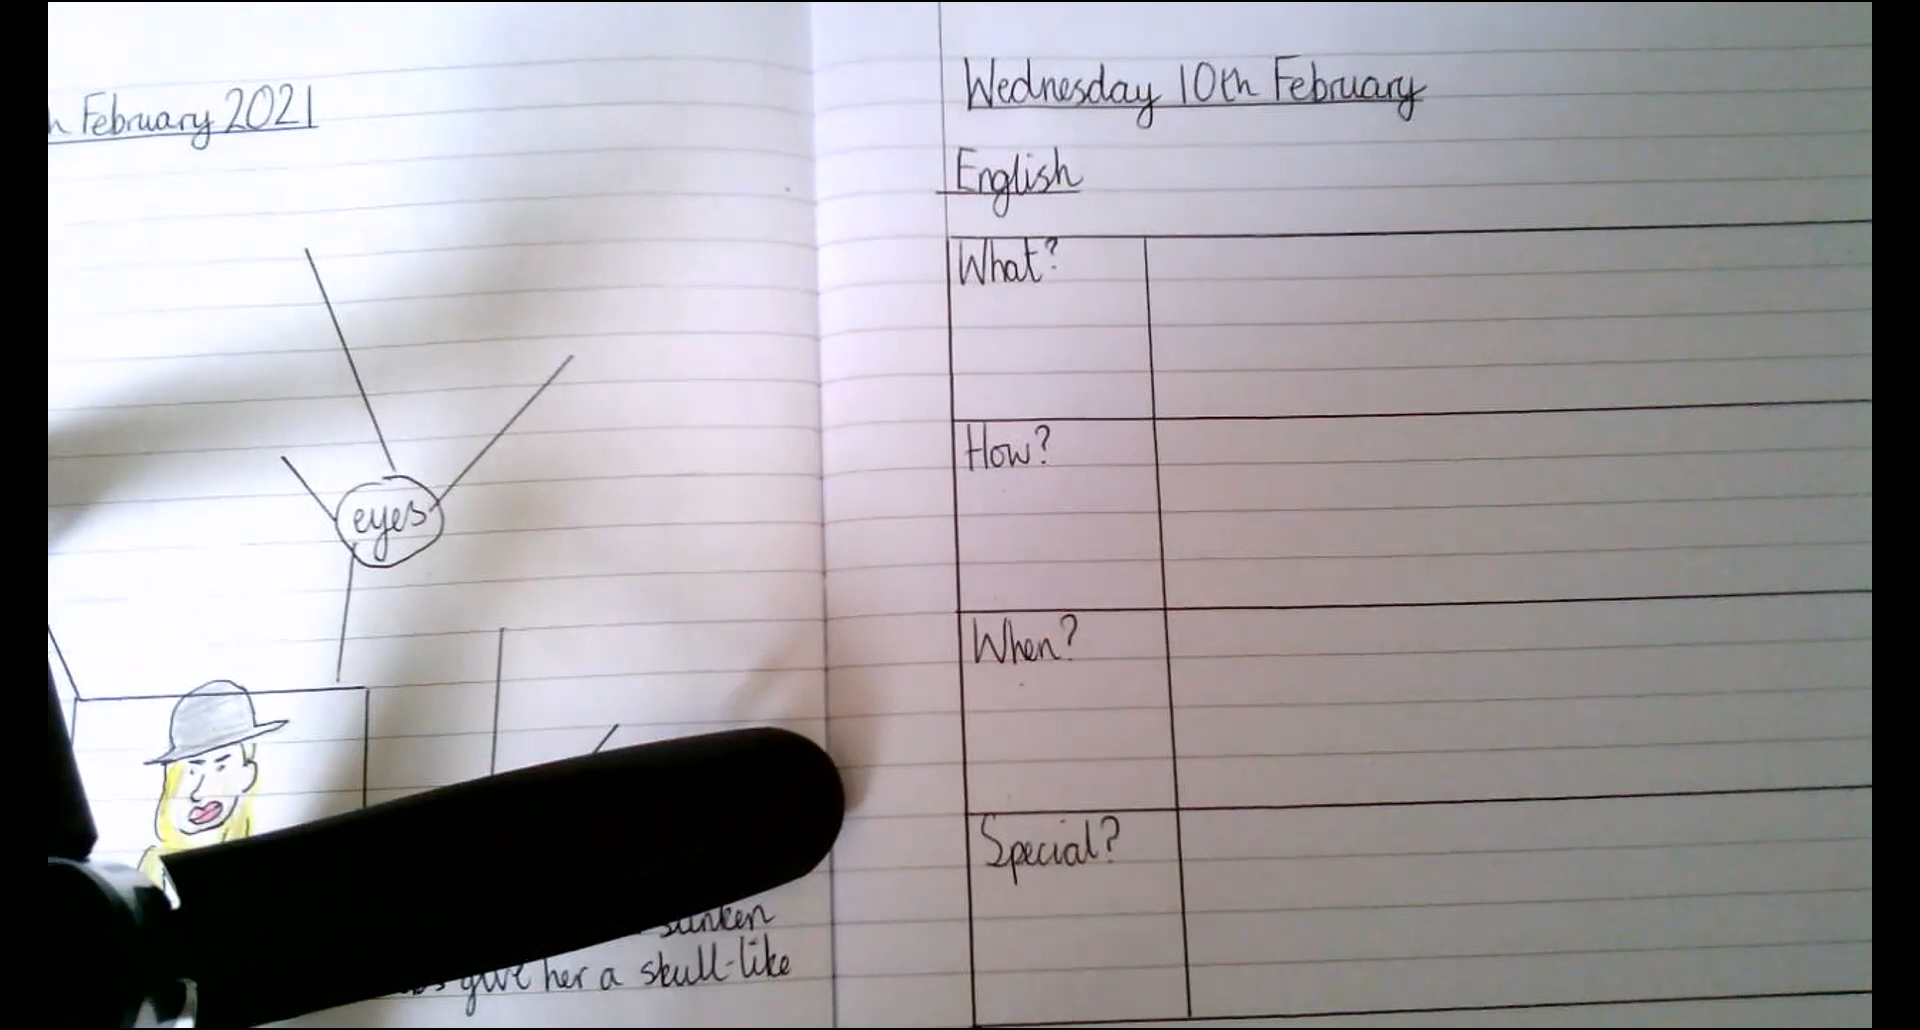 February 2021
eyes
sunken
give her a skull-like
Wednesday 10th February
English
What?
How?
When?
Special?